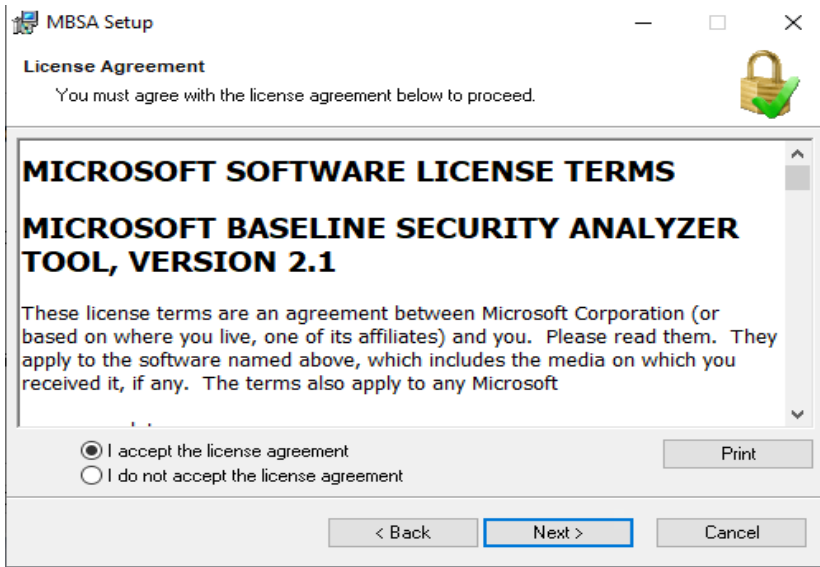 MBSA Setup
License Agreement
You must agree with the license agreement below to proceed.
MICROSOFT SOFTWARE LICENSE TERMS
MICROSOFT BASELINE SECURITY ANALYZER
TOOL, VERSION 2.1
These license terms are an agreement between Microsoft Corporation (or
based on where you live, one of its affiliates) and you.  Please read them.  They
apply to the software named above, which includes the media on which you
received it, if any.  The terms also apply to any Microsoft
I accept the license agreement
Print
I do not accept the license agreement
< Back
Next >
Cancel